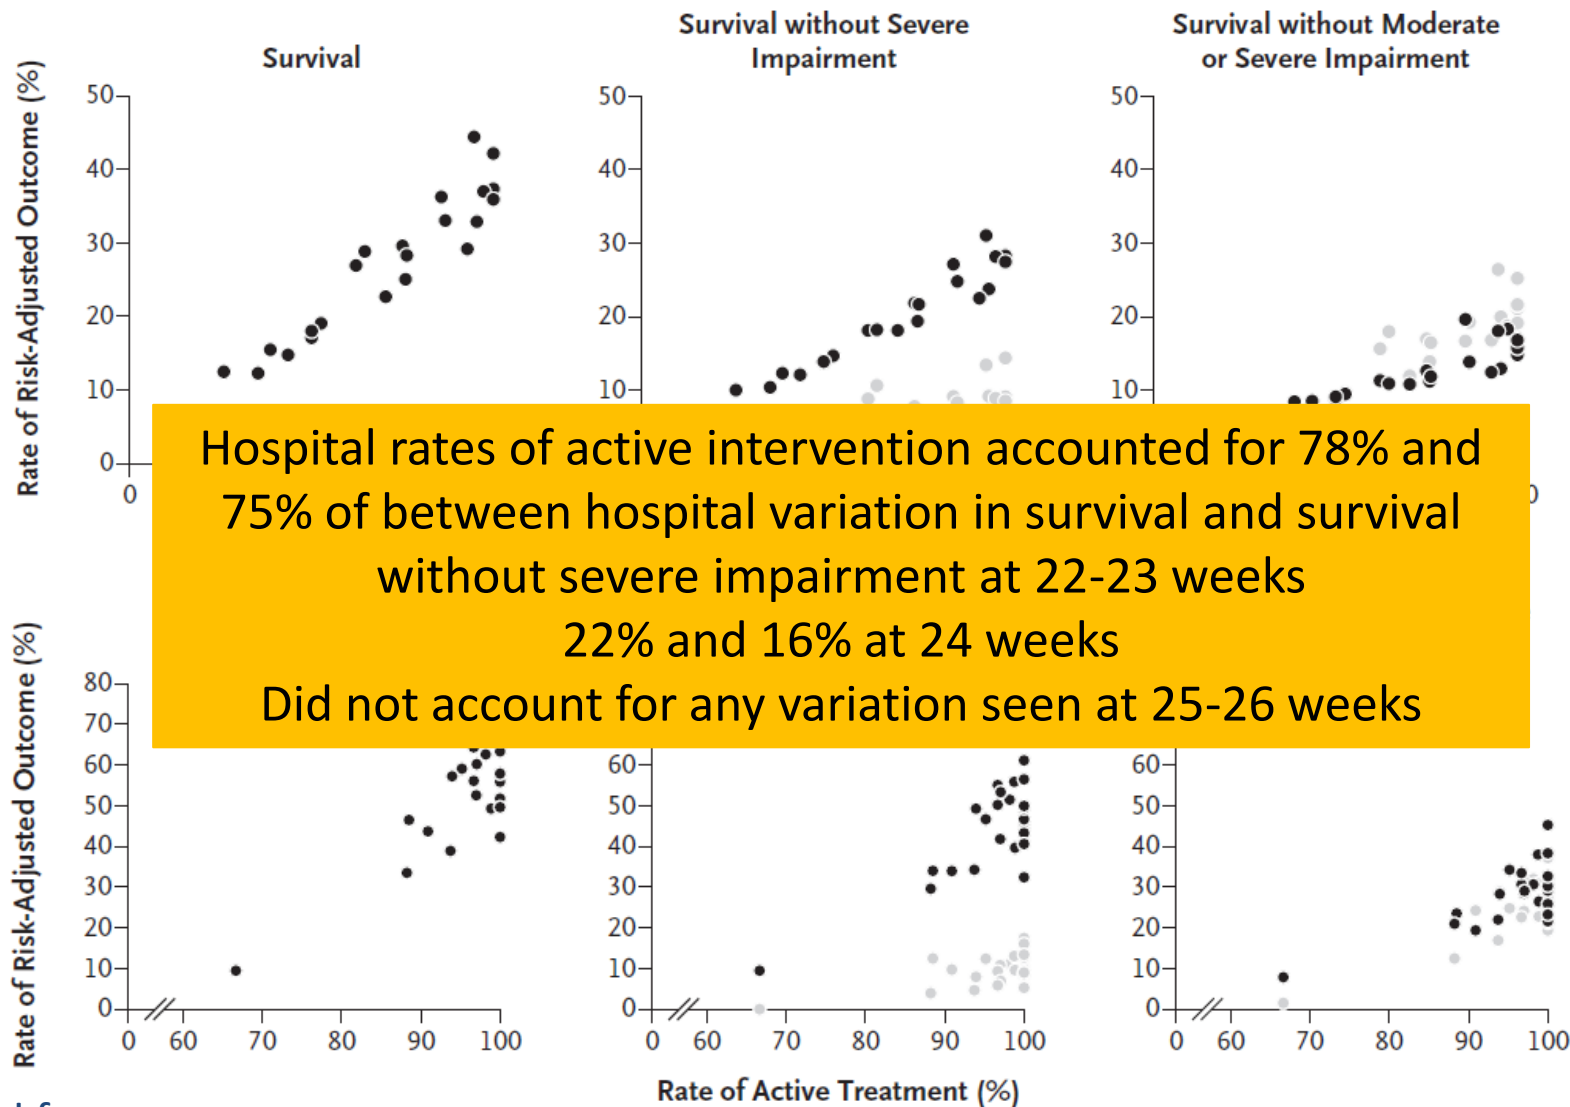 Survival
Survival without Severe
Impairment
Survival without Moderate
or Severe Impairment
Rate of Risk-Adjusted Outcome (%)
50
40
30
20
10
0
0
50
40
30
20
10
50
40
30
20
10
Hospital rates of active intervention accounted for 78% and
75% of between hospital variation in survival and survival
without severe impairment at 22-23 weeks
22% and 16% at 24 weeks
Did not account for any variation seen at 25-26 weeks
Rate of Risk-Adjusted Outcome (%)
80
70
60
50
40
30
20
10
0
0 60 70 80 90 100
60
50
40
30
20
10
0
0 60 70 80 90 100
60
50
40
30
20
10
0
0 60 70 80 90 100
Rate of Active Treatment (%)